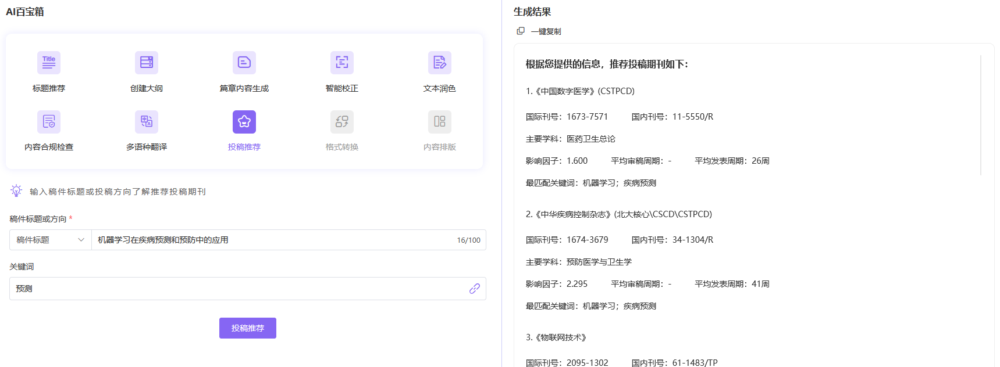 AI百宝箱
Title
标题推荐
创建大纲
篇章内容生成
智能校正
文本润色
内容合规检查
多语种翻译
投稿推荐
格式转换
内容排版
输入稿件标题或投稿方向了解推荐投稿期刊
稿件标题或方向 *
稿件标题 机器学习在疾病预测和预防中的应用 16/100
关键词
预测
投稿推荐
生成结果
一键复制
根据您提供的信息，推荐投稿期刊如下：
1.《中国数字医学》(CSTPCD)
国际刊号：1673-7571 国内刊号：11-5550/R
主要学科：医药卫生总论
影响因子：1.600 平均审稿周期：- 平均发表周期：26周
最匹配关键词：机器学习；疾病预测
2.《中华疾病控制杂志》(北大核心\CSCD\CSTPCD)
国际刊号：1674-3679 国内刊号：34-1304/R
主要学科：预防医学与卫生学
影响因子：2.295 平均审稿周期：- 平均发表周期：41周
最匹配关键词：机器学习；疾病预测
3.《物联网技术》
国际刊号：2095-1302 国内刊号：61-1483/TP